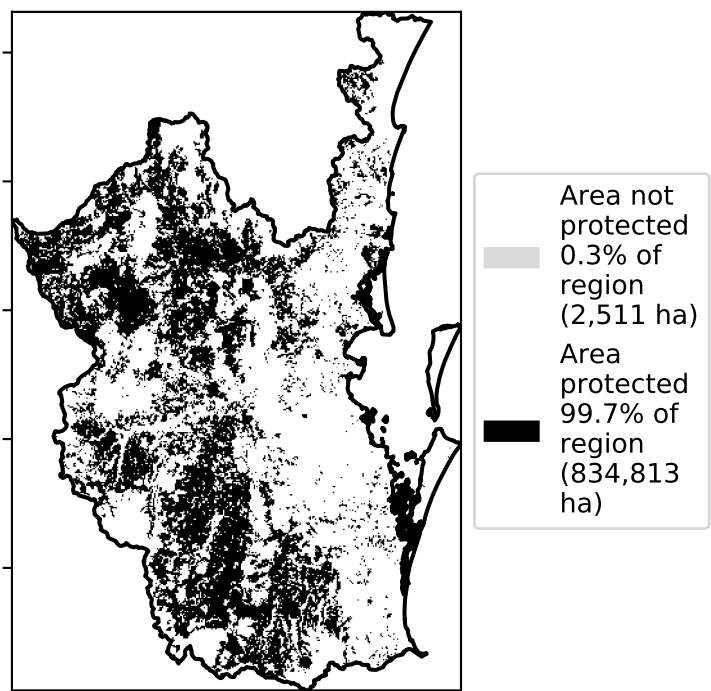 Area not
protected
0.3% of
region
(2,511 ha)
Area
protected
99.7% of
region
(834,813
ha)